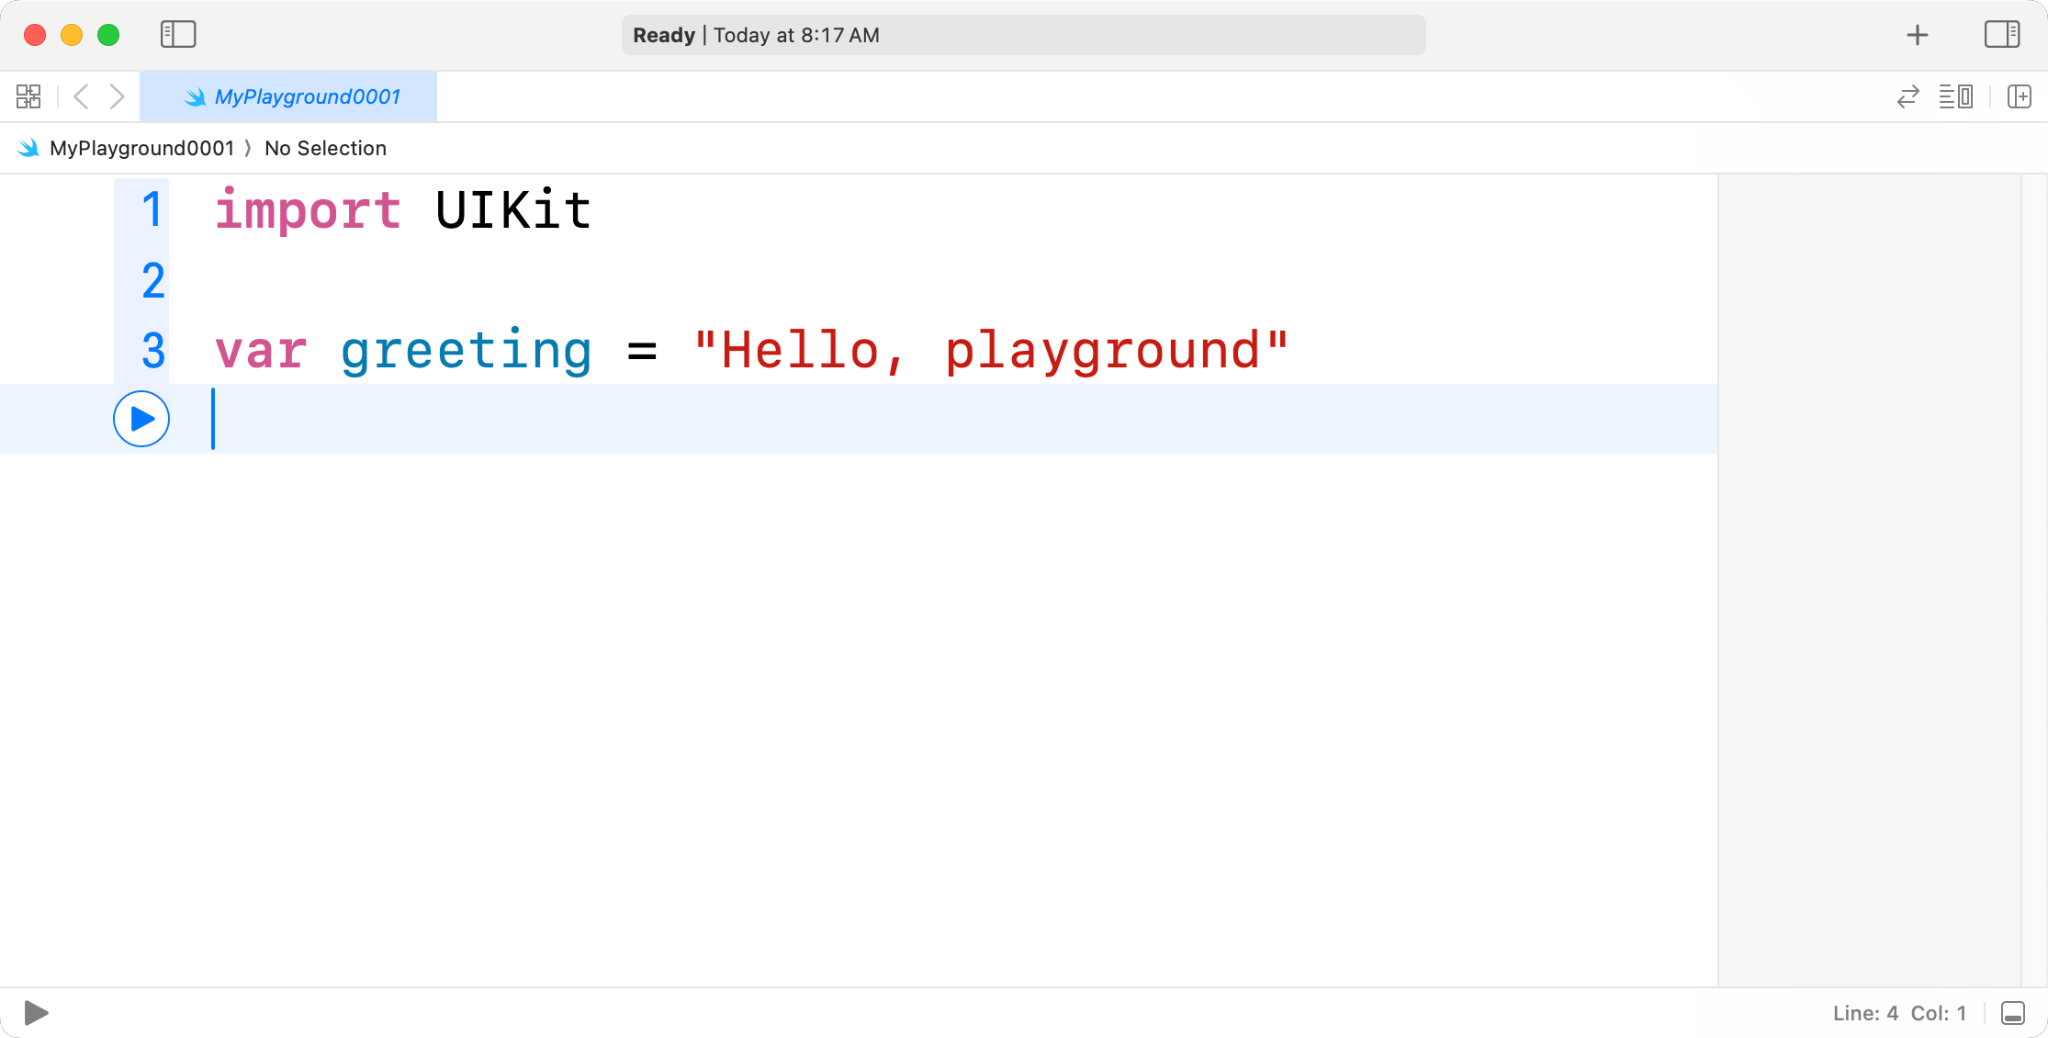 Ready | Today at 8:17 AM
MyPlayground0001
MyPlayground0001 ⟩ No Selection
1 import UIKit
2
3 var greeting = "Hello, playground"
Line: 4 Col: 1